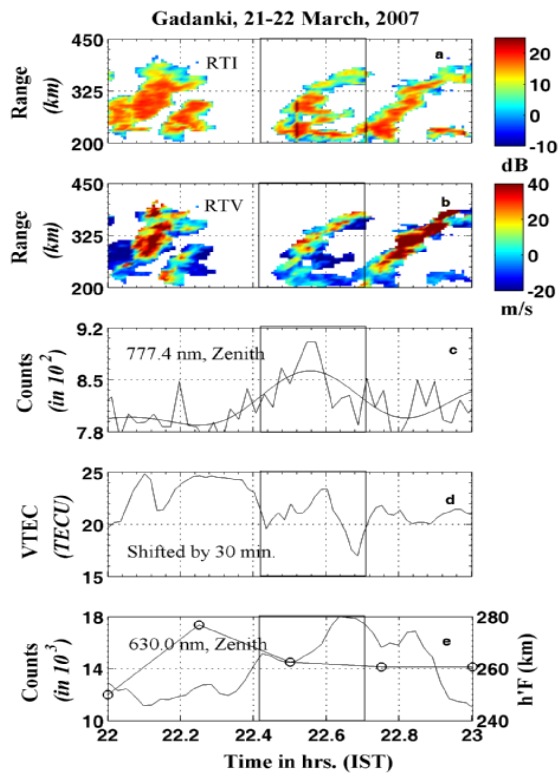 Gadanki, 21-22 March, 2007
450
325
200
Range
(km)
RTI
a
20
10
0
-10
dB
450
325
200
Range
(km)
RTV
b
40
20
0
-20
m/s
9.2
8.5
7.8
Counts
(in 10²)
777.4 nm, Zenith
c
25
20
15
VTEC
(TECU)
Shifted by 30 min.
d
18
14
10
Counts
(in 10³)
630.0 nm, Zenith
e
280
260
240
h'F (km)
22 22.2 22.4 22.6 22.8 23
Time in hrs. (IST)